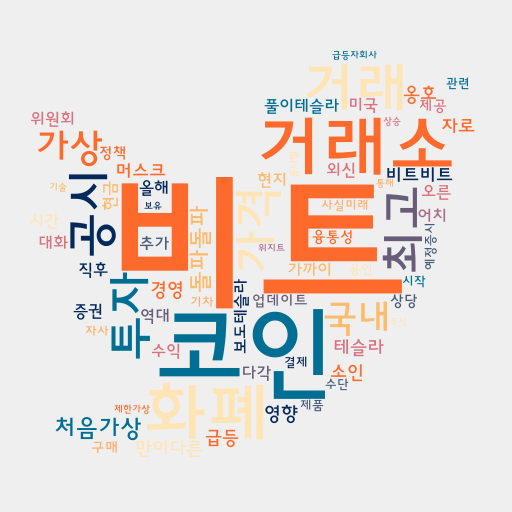 급등자회사
거래
관련
풀이테슬라
미국
옹호
제공
위원회
가상
정책
거래소
상승
자로
머스크
외신
비트비트
공시
현금
올해
기술
보유
비트
현지
통해
사실미래
최고
오른
어치
예정증시
시간
대화
추가
돌파돌파
가격
위지트
융통성
직후
투자
경영
기차
보도테슬라
가까이
시작
업데이트
상당
증권
역대
국내
자사
수익
코인
결제
테슬라
다각
소인
수단
화폐
제한가상
영향
제품
처음가상
급등
구매
만이다른